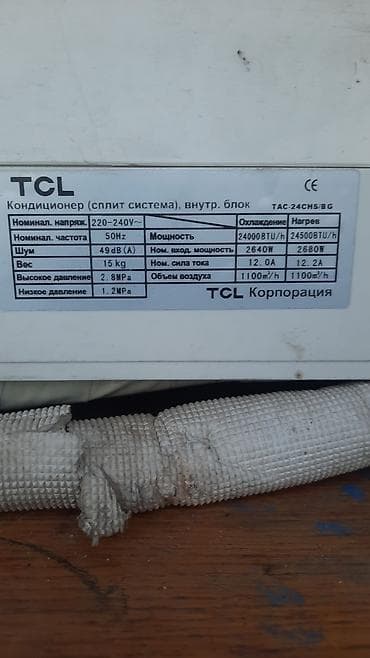 TCL CE
Кондиционер (сплит система), внутр. блок TAC-24CHS/BG
Номинал. напряж. 220-240V~ Охлаждение Нагрев
Номинал. частота 50Hz Мощность 24000BTU/h 24500BTU/h
Шум 49dB(A) Ном. вход. мощность 2640W 2680W
Вес 15kg Ном. сила тока 12.0A 12.2A
Высокое давление 2.8MPa Объем воздуха 1100m³/h 1100m³/h
Низкое давление 1.2MPa TCL Корпорация